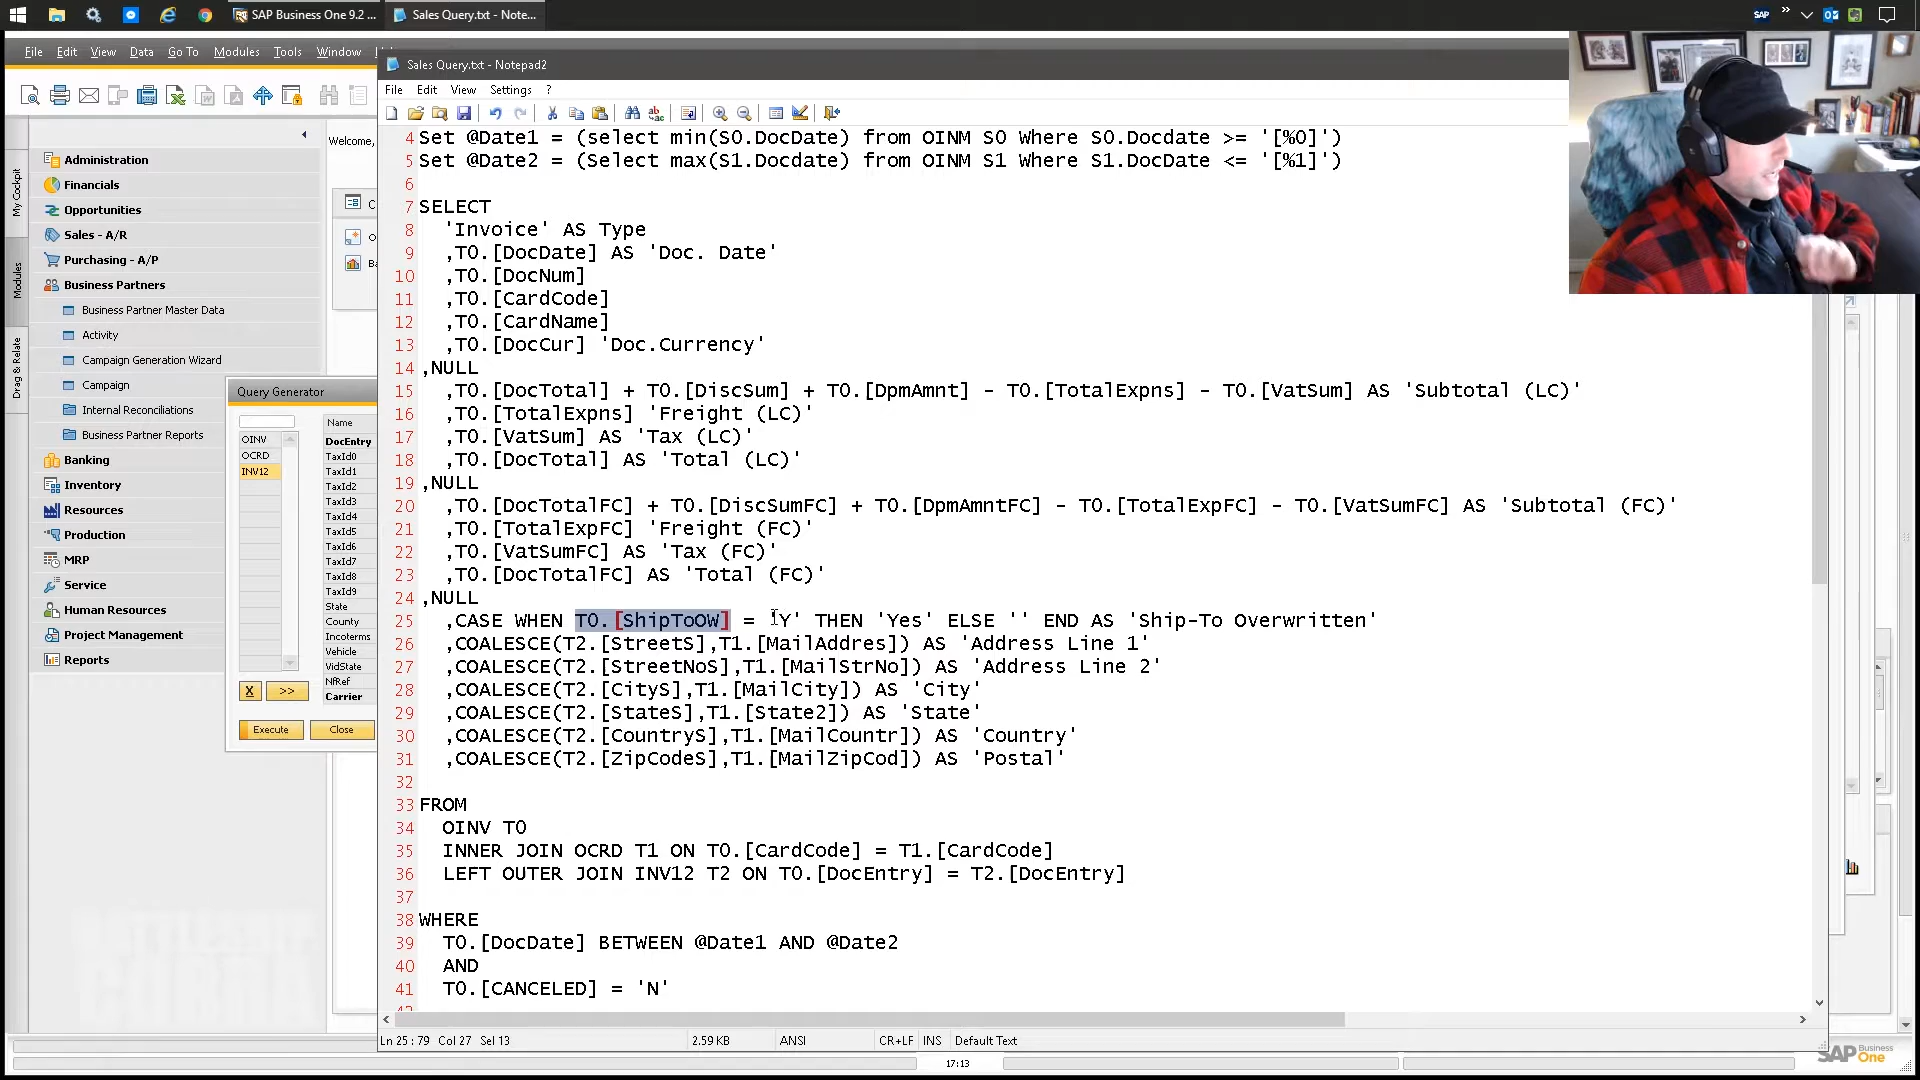 SAP Business One 9.2 ...
Sales Query.txt - Note...
SAP
File Edit View Data Go To Modules Tools Window
Welcome,
My Cockpit
Modules
Drag & Relate
Administration
Financials
Opportunities
Sales - A/R
Purchasing - A/P
Business Partners
Business Partner Master Data
Activity
Campaign Generation Wizard
Campaign
Internal Reconciliations
Business Partner Reports
Banking
Inventory
Resources
Production
MRP
Service
Human Resources
Project Management
Reports
Query Generator
OINV
OCRD
INV12
Name
DocEntry
TaxId0
TaxId1
TaxId2
TaxId3
TaxId4
TaxId5
TaxId6
TaxId7
TaxId8
TaxId9
State
County
Incoterms
Vehicle
VidState
NfRef
Carrier
X >>
Execute Close
Sales Query.txt - Notepad2
File Edit View Settings ?
4 Set @Date1 = (select min(S0.DocDate) from OINM S0 Where S0.Docdate >= '[%0]')
5 Set @Date2 = (Select max(S1.Docdate) from OINM S1 Where S1.DocDate <= '[%1]')
6
7 SELECT
8 'Invoice' AS Type
9 ,T0.[DocDate] AS 'Doc. Date'
10 ,T0.[DocNum]
11 ,T0.[CardCode]
12 ,T0.[CardName]
13 ,T0.[DocCur] 'Doc.Currency'
14 ,NULL
15 ,T0.[DocTotal] + T0.[DiscSum] + T0.[DpmAmnt] - T0.[TotalExpns] - T0.[VatSum] AS 'Subtotal (LC)'
16 ,T0.[TotalExpns] 'Freight (LC)'
17 ,T0.[VatSum] AS 'Tax (LC)'
18 ,T0.[DocTotal] AS 'Total (LC)'
19 ,NULL
20 ,T0.[DocTotalFC] + T0.[DiscSumFC] + T0.[DpmAmntFC] - T0.[TotalExpFC] - T0.[VatSumFC] AS 'Subtotal (FC)'
21 ,T0.[TotalExpFC] 'Freight (FC)'
22 ,T0.[VatSumFC] AS 'Tax (FC)'
23 ,T0.[DocTotalFC] AS 'Total (FC)'
24 ,NULL
25 ,CASE WHEN T0.[ShipToOW] = 'Y' THEN 'Yes' ELSE '' END AS 'Ship-To Overwritten'
26 ,COALESCE(T2.[StreetS],T1.[MailAddres]) AS 'Address Line 1'
27 ,COALESCE(T2.[StreetNoS],T1.[MailStrNo]) AS 'Address Line 2'
28 ,COALESCE(T2.[CityS],T1.[MailCity]) AS 'City'
29 ,COALESCE(T2.[StateS],T1.[State2]) AS 'State'
30 ,COALESCE(T2.[CountryS],T1.[MailCountr]) AS 'Country'
31 ,COALESCE(T2.[ZipCodeS],T1.[MailZipCod]) AS 'Postal'
32
33 FROM
34 OINV T0
35 INNER JOIN OCRD T1 ON T0.[CardCode] = T1.[CardCode]
36 LEFT OUTER JOIN INV12 T2 ON T0.[DocEntry] = T2.[DocEntry]
37
38 WHERE
39 T0.[DocDate] BETWEEN @Date1 AND @Date2
40 AND
41 T0.[CANCELED] = 'N'
Ln 25 : 79 Col 27 Sel 13 2.59 KB ANSI CR+LF INS Default Text
17:13
SAP Business One